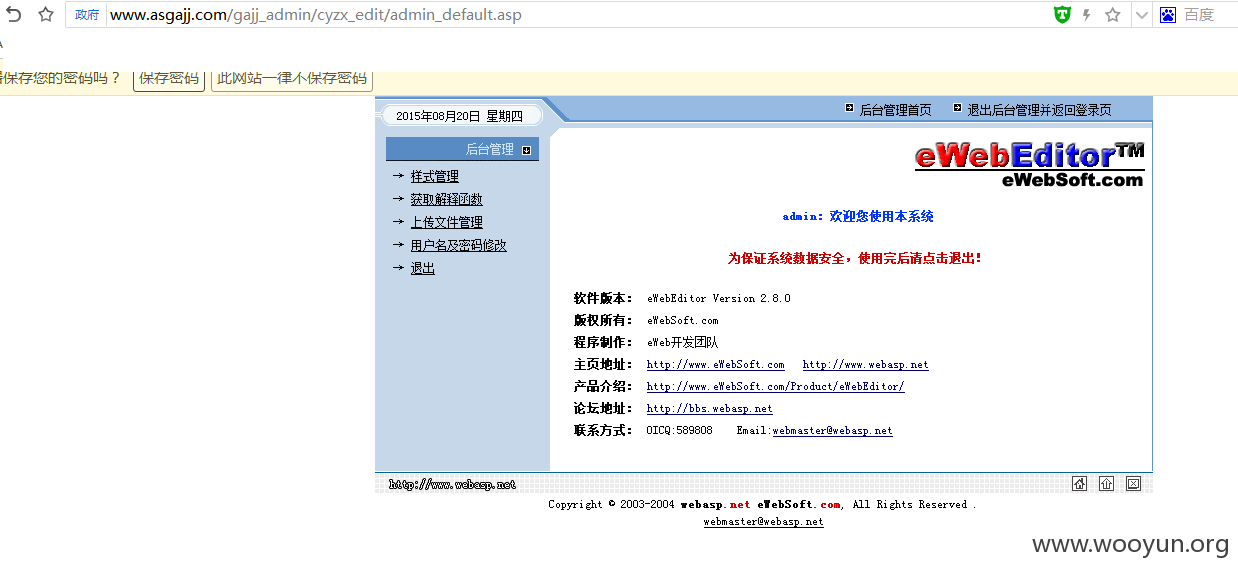 政府 www.asgajj.com/gajj_admin/cyzx_edit/admin_default.asp 百度
保存您的密码吗？ 保存密码 此网站一律不保存密码
2015年08月20日 星期四 后台管理首页 退出后台管理并返回登录页
后台管理
样式管理
获取解释函数
上传文件管理
用户名及密码修改
退出
eWebEditor™
eWebSoft.com
admin: 欢迎您使用本系统
为保证系统数据安全，使用完后请点击退出！
软件版本： eWebEditor Version 2.8.0
版权所有： eWebSoft.com
程序制作： eWeb开发团队
主页地址： http://www.eWebSoft.com http://www.webasp.net
产品介绍： http://www.eWebSoft.com/Product/eWebEditor/
论坛地址： http://bbs.webasp.net
联系方式： OICQ:589808 Email:webmaster@webasp.net
http://www.webasp.net
Copyright © 2003-2004 webasp.net eWebSoft.com, All Rights Reserved .
webmaster@webasp.net
www.wooyun.org